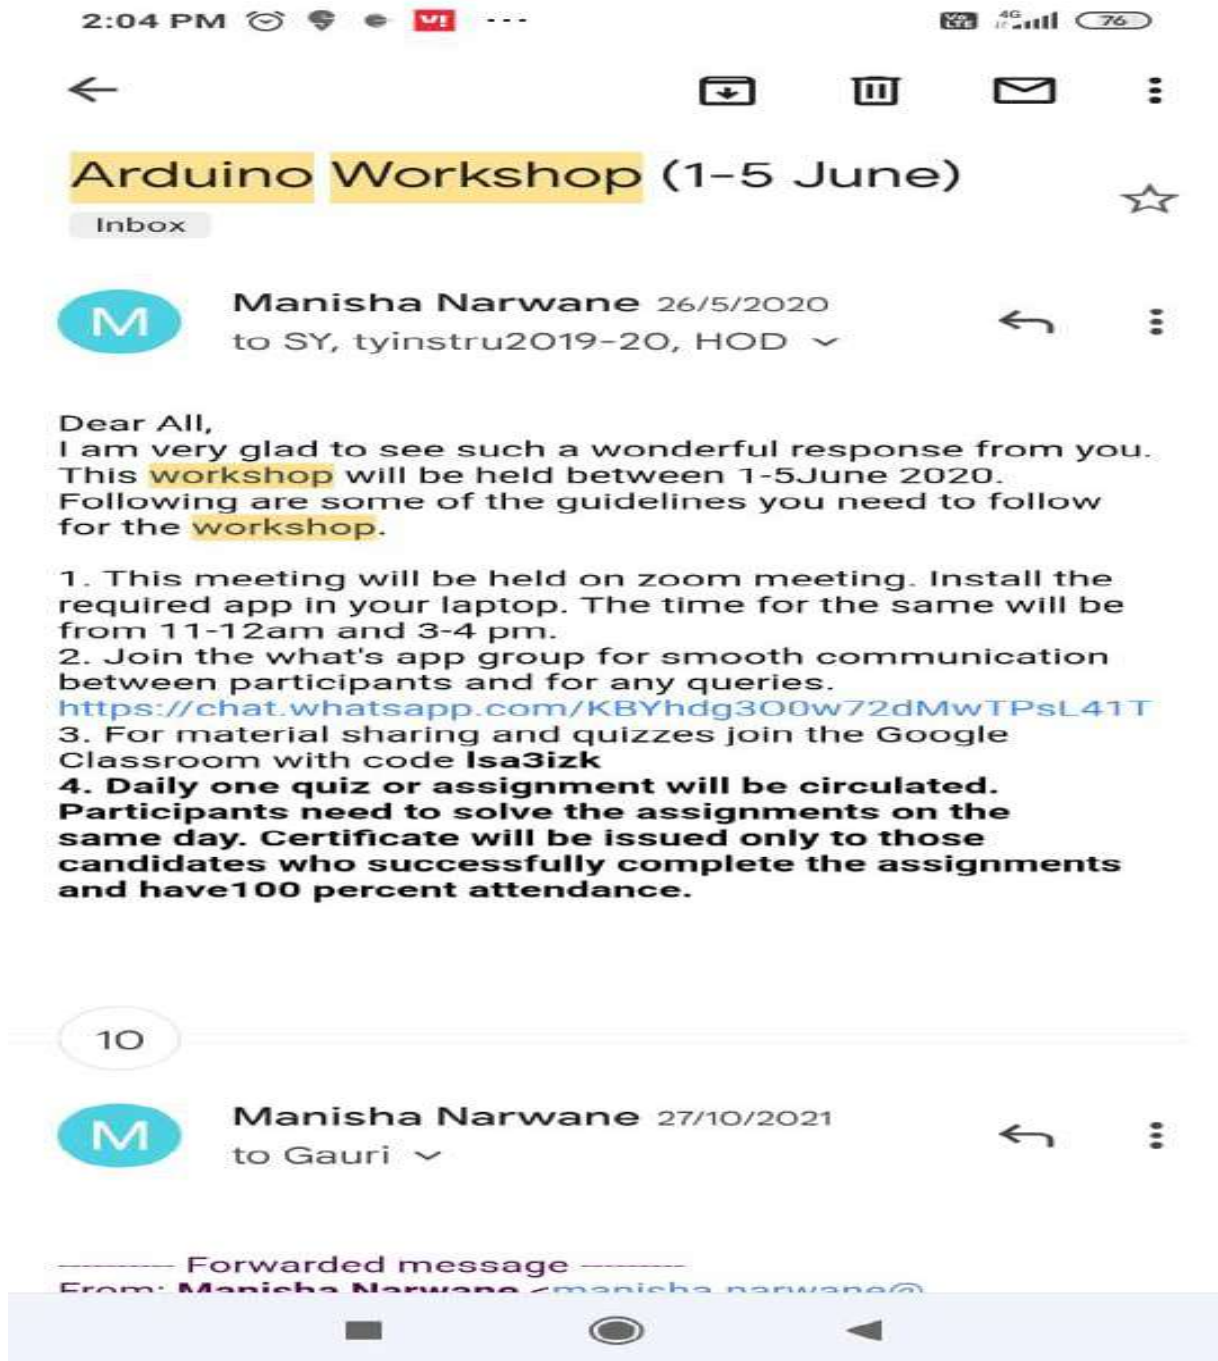 2:04 PM
4G
76
Arduino Workshop (1-5 June)
Inbox
M
Manisha Narwane 26/5/2020
to SY, tyinstru2019-20, HOD
Dear All,
I am very glad to see such a wonderful response from you.
This workshop will be held between 1-5June 2020.
Following are some of the guidelines you need to follow
for the workshop.
1. This meeting will be held on zoom meeting. Install the
required app in your laptop. The time for the same will be
from 11-12am and 3-4 pm.
2. Join the what's app group for smooth communication
between participants and for any queries.
https://chat.whatsapp.com/KBYhdg3O0w72dMwTPsL41T
3. For material sharing and quizzes join the Google
Classroom with code lsa3izk
4. Daily one quiz or assignment will be circulated.
Participants need to solve the assignments on the
same day. Certificate will be issued only to those
candidates who successfully complete the assignments
and have100 percent attendance.
10
M
Manisha Narwane 27/10/2021
to Gauri
---------- Forwarded message ---------
From: Manisha Narwane <manisha.narwane@